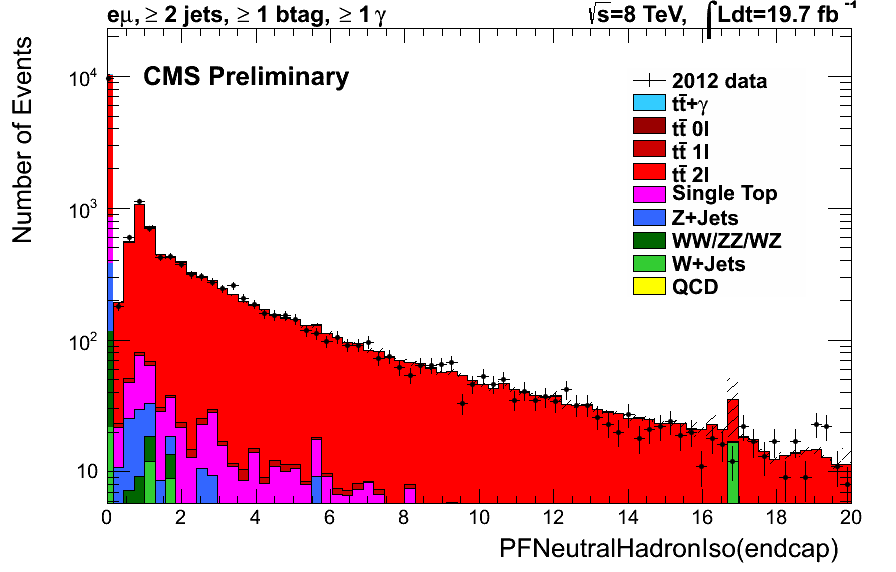 eμ, ≥ 2 jets, ≥ 1 btag, ≥ 1 γ
√s=8 TeV, ∫Ldt=19.7 fb⁻¹
CMS Preliminary
Number of Events
10⁴
10³
10²
10
2012 data
tt̄+γ
tt̄ 0l
tt̄ 1l
tt̄ 2l
Single Top
Z+Jets
WW/ZZ/WZ
W+Jets
QCD
0 2 4 6 8 10 12 14 16 18 20
PFNeutralHadronIso(endcap)